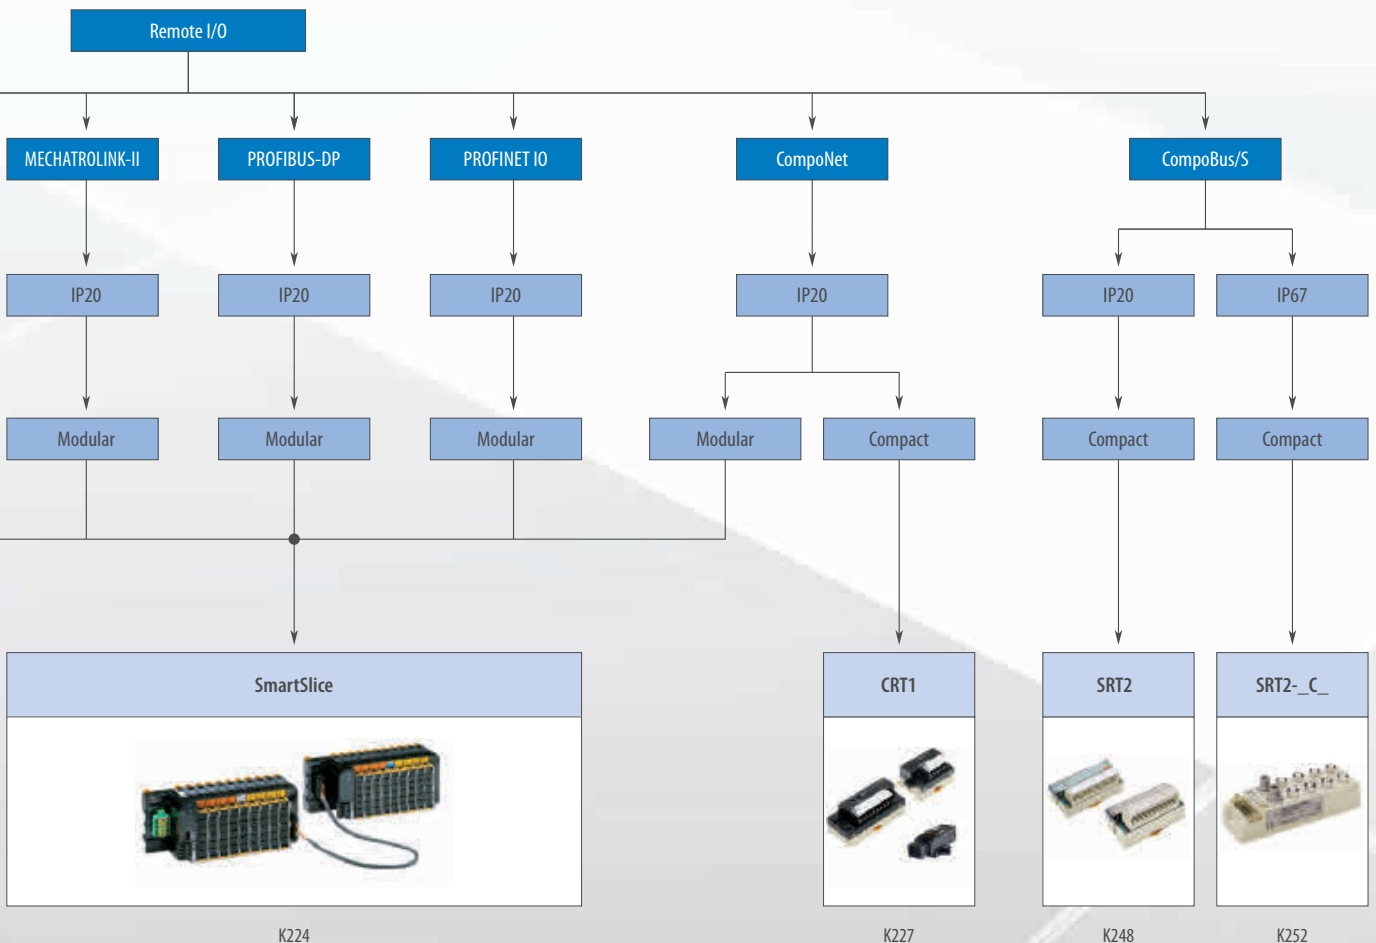 Remote I/O
MECHATROLINK-II PROFIBUS-DP PROFINET IO CompoNet CompoBus/S
IP20 IP20 IP20 IP20 IP20 IP67
Modular Modular Modular Modular Compact Compact Compact
SmartSlice CRT1 SRT2 SRT2-_C_
K224 K227 K248 K252